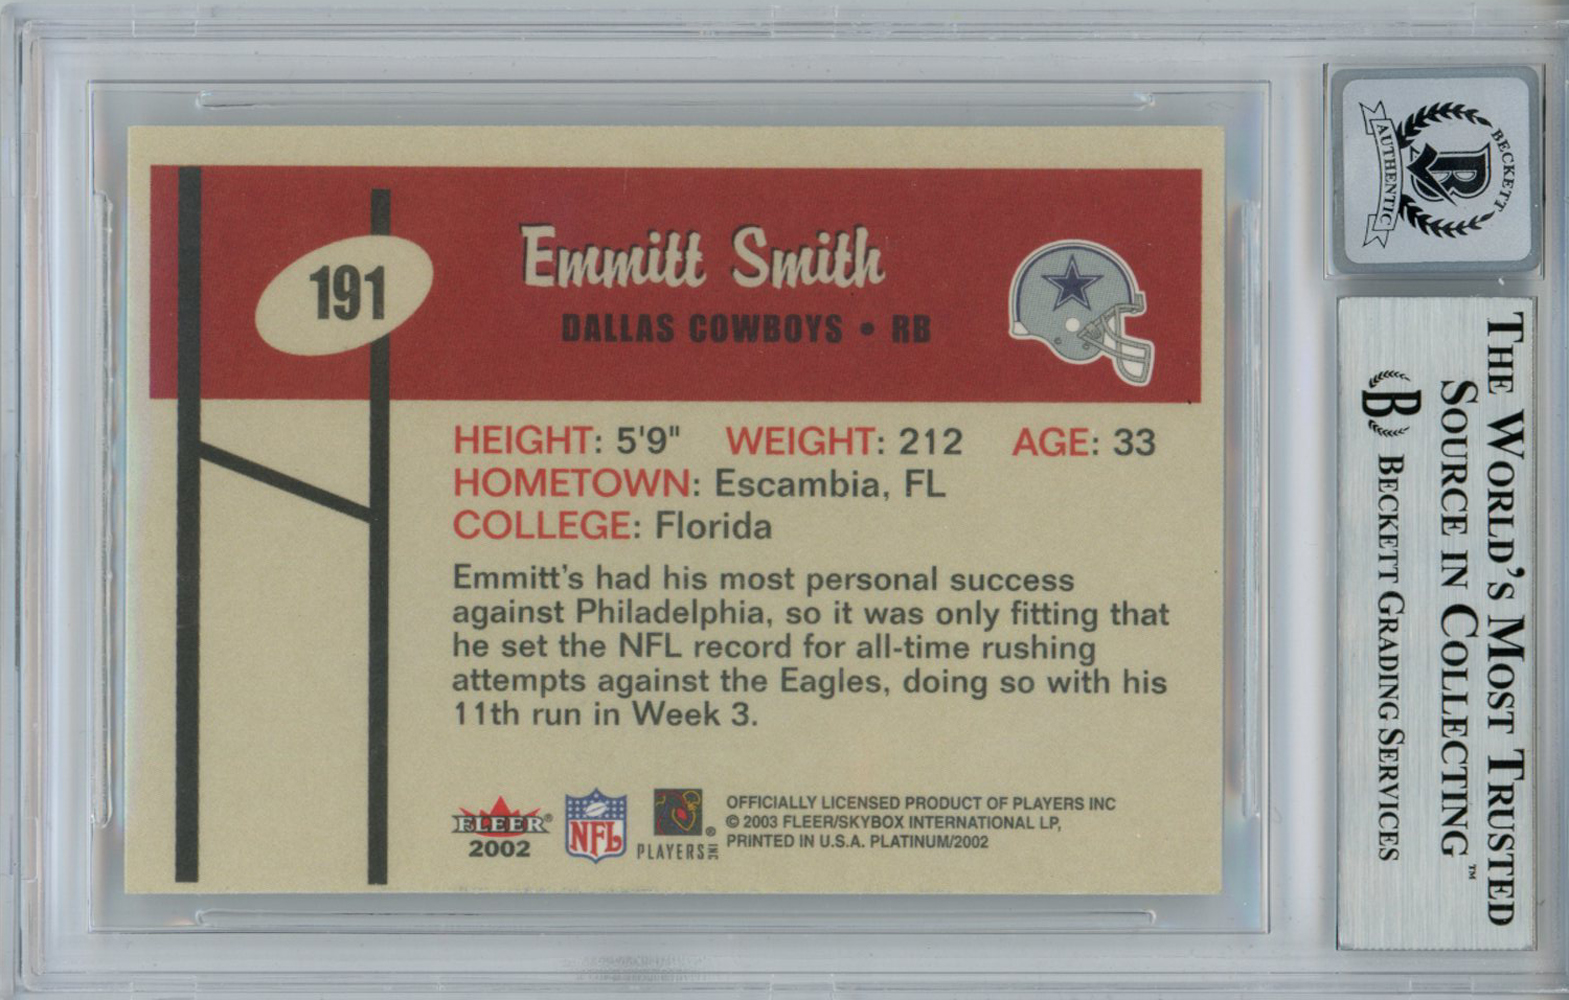 191
Emmitt Smith
DALLAS COWBOYS • RB
HEIGHT: 5'9" WEIGHT: 212 AGE: 33
HOMETOWN: Escambia, FL
COLLEGE: Florida
Emmitt's had his most personal success
against Philadelphia, so it was only fitting that
he set the NFL record for all-time rushing
attempts against the Eagles, doing so with his
11th run in Week 3.
FLEER®
2002
NFL
PLAYERS INC ®
OFFICIALLY LICENSED PRODUCT OF PLAYERS INC
© 2003 FLEER/SKYBOX INTERNATIONAL LP,
PRINTED IN U.S.A. PLATINUM/2002
BECKETT
B
AUTHENTIC
THE WORLD'S MOST TRUSTED
SOURCE IN COLLECTING™
B BECKETT GRADING SERVICES